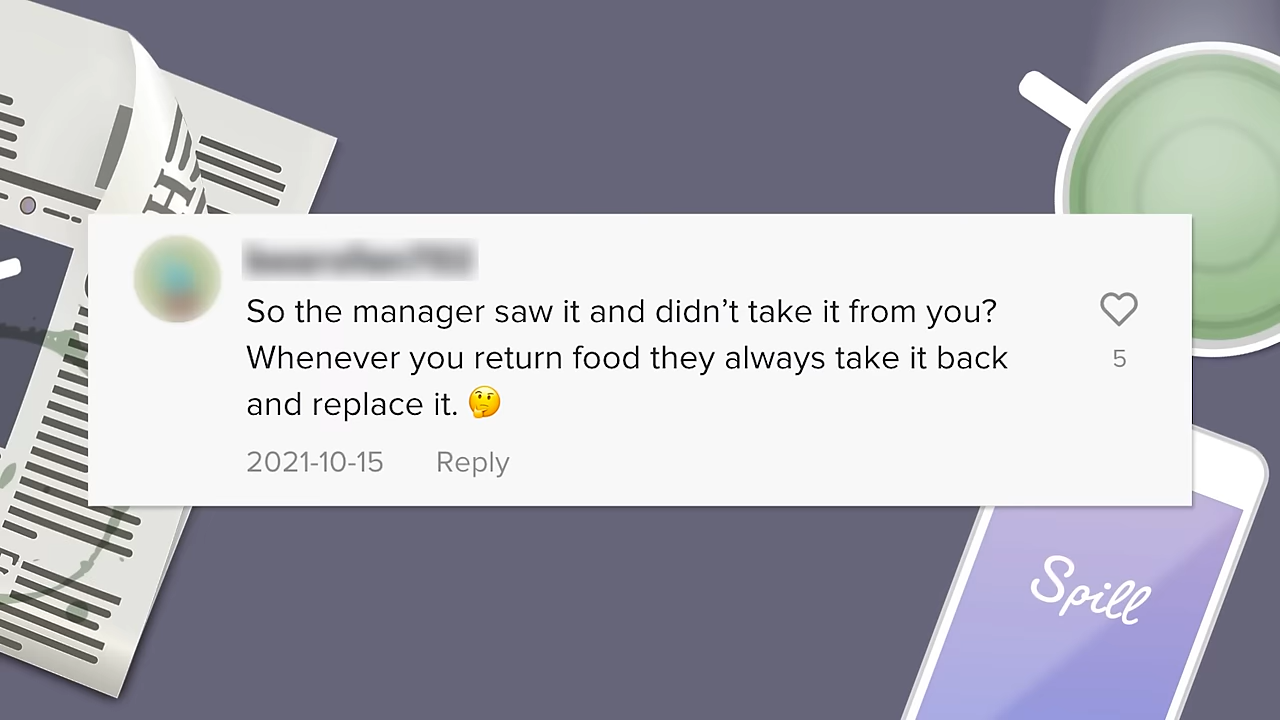 So the manager saw it and didn’t take it from you?
Whenever you return food they always take it back
and replace it. 🤔
5
2021-10-15 Reply
Spill